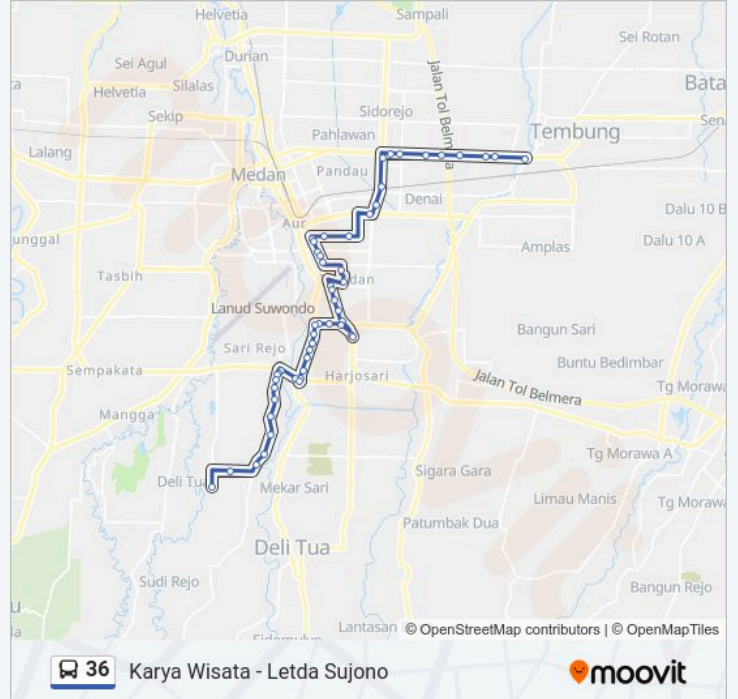 Helvetia
Sampali
Durian
Sei Rotan
Sei Agul
Helvetia
Silalas
Jalan Tol Belmera
Bata
Sekip
Sidorejo
Sen
Pahlawan
Tembung
Lalang
Medan
Pandau
Denai
Aur
Dalu 10 B
unggal
Amplas
Dalu 10 A
Tasbih
dan
Lanud Suwondo
Bangun Sari
Sari Rejo
Buntu Bedimbar
Sempakata
Harjosari
Jalan Tol Belmera
Tg Morawa
Mangga
Tg Morawa A
Deli Tua
Mekar Sari
Sigara Gara
Limau Manis
Tg Morawa
Patumbak Dua
Deli Tua
Sudi Rejo
Bangun Rejo
u
la
Lantasan
Sidomulyo
© OpenStreetMap contributors | © OpenMapTiles
36 Karya Wisata - Letda Sujono
moovit